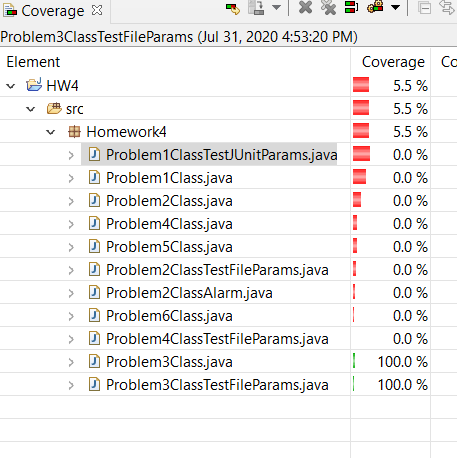 Coverage
Problem3ClassTestFileParams (Jul 31, 2020 4:53:20 PM)
Element Coverage Co
HW4 5.5 %
src 5.5 %
Homework4 5.5 %
Problem1ClassTestJUnitParams.java 0.0 %
Problem1Class.java 0.0 %
Problem2Class.java 0.0 %
Problem4Class.java 0.0 %
Problem5Class.java 0.0 %
Problem2ClassTestFileParams.java 0.0 %
Problem2ClassAlarm.java 0.0 %
Problem6Class.java 0.0 %
Problem4ClassTestFileParams.java 0.0 %
Problem3Class.java 100.0 %
Problem3ClassTestFileParams.java 100.0 %